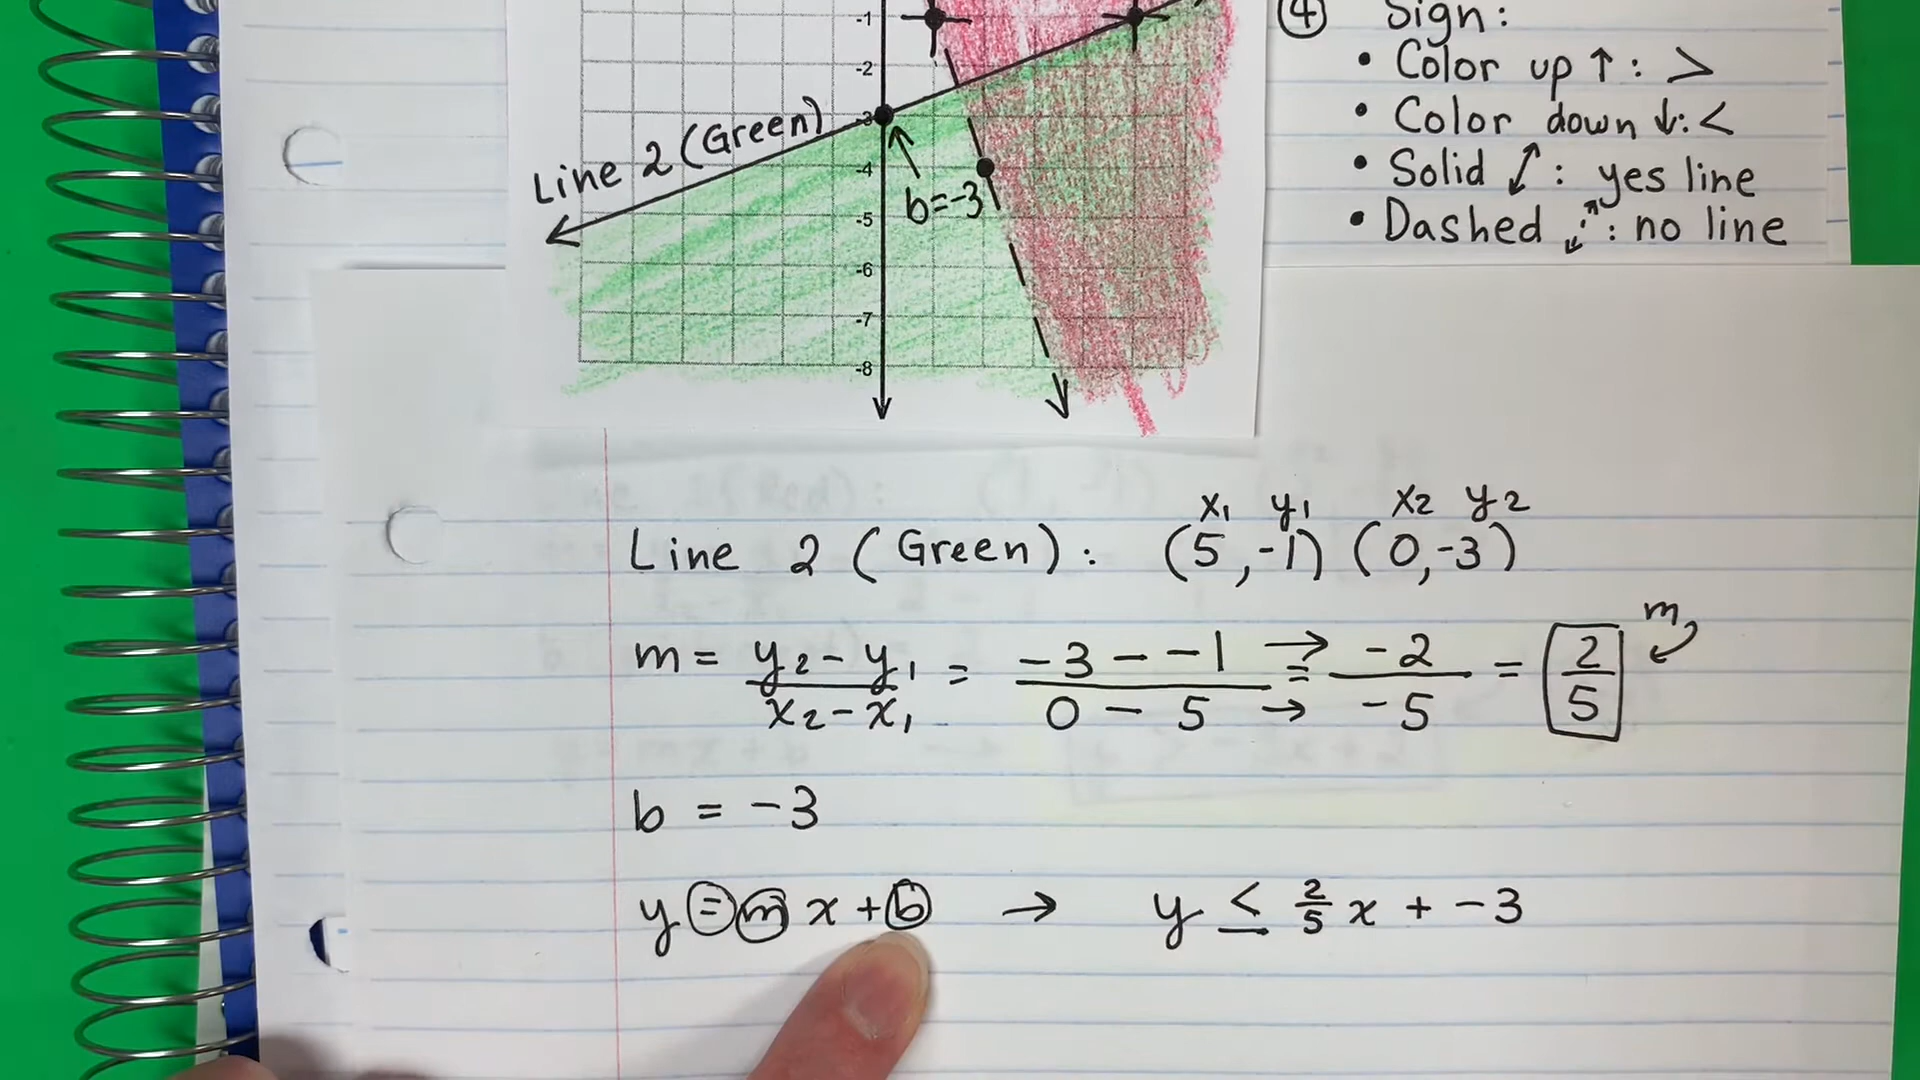 -1
-2
-3
-4
-5
-6
-7
-8
Line 2 (Green)
b=-3
④ Sign:
• Color up ↑: >
• Color down ↓: <
• Solid ⤢ : yes line
• Dashed ⤢ : no line
x₁ y₁ x₂ y₂
Line 2 (Green): (5,-1) (0,-3)
m = y₂-y₁ / x₂-x₁ = -3 - -1 / 0 - 5 →= → -2 / -5 = 2/5 m
b = -3
y = mx + b → y ≤ 2/5 x + -3